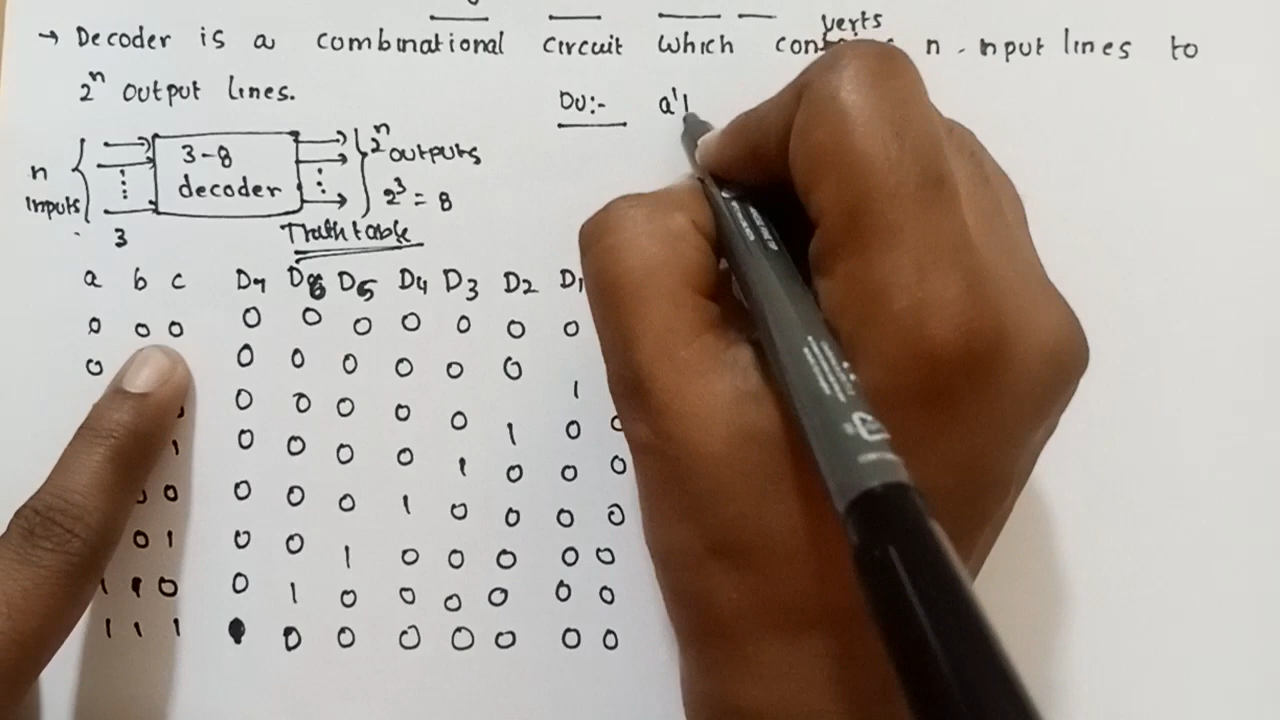 → Decoder is a combinational circuit which converts n-input lines to
2ⁿ output lines.
DU:- a'
n inputs 3-8 decoder 2ⁿ outputs
2³ = 8
3
Truth table
a b c D7 D6 D5 D4 D3 D2 D1
0 0 0 0 0 0 0 0 0 0
0 0 0 0 0 0 0 1
0 0 0 0 0 1 0
1 0 0 0 0 1 0 0 0
0 0 0 0 1 0 0 0 0
0 1 0 0 1 0 0 0 0 0
1 1 0 0 1 0 0 0 0 0 0
1 1 1 0 0 0 0 0 0 0